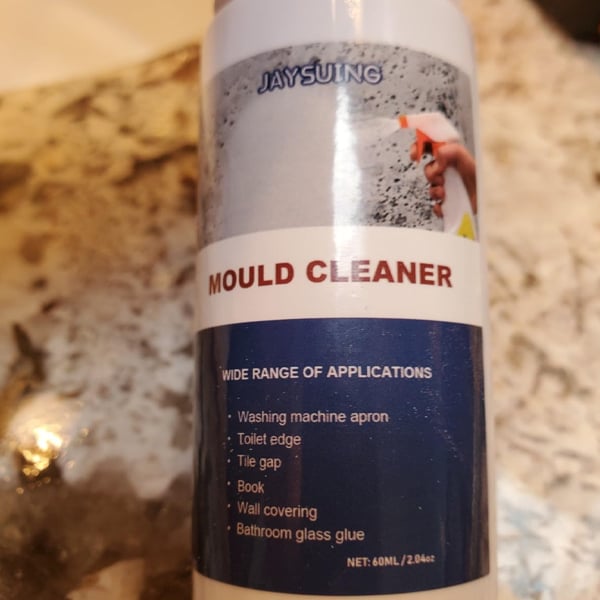 JAYSUING
MOULD CLEANER
WIDE RANGE OF APPLICATIONS
· Washing machine apron
· Toilet edge
· Tile gap
· Book
· Wall covering
· Bathroom glass glue
NET: 60ML / 2.04oz